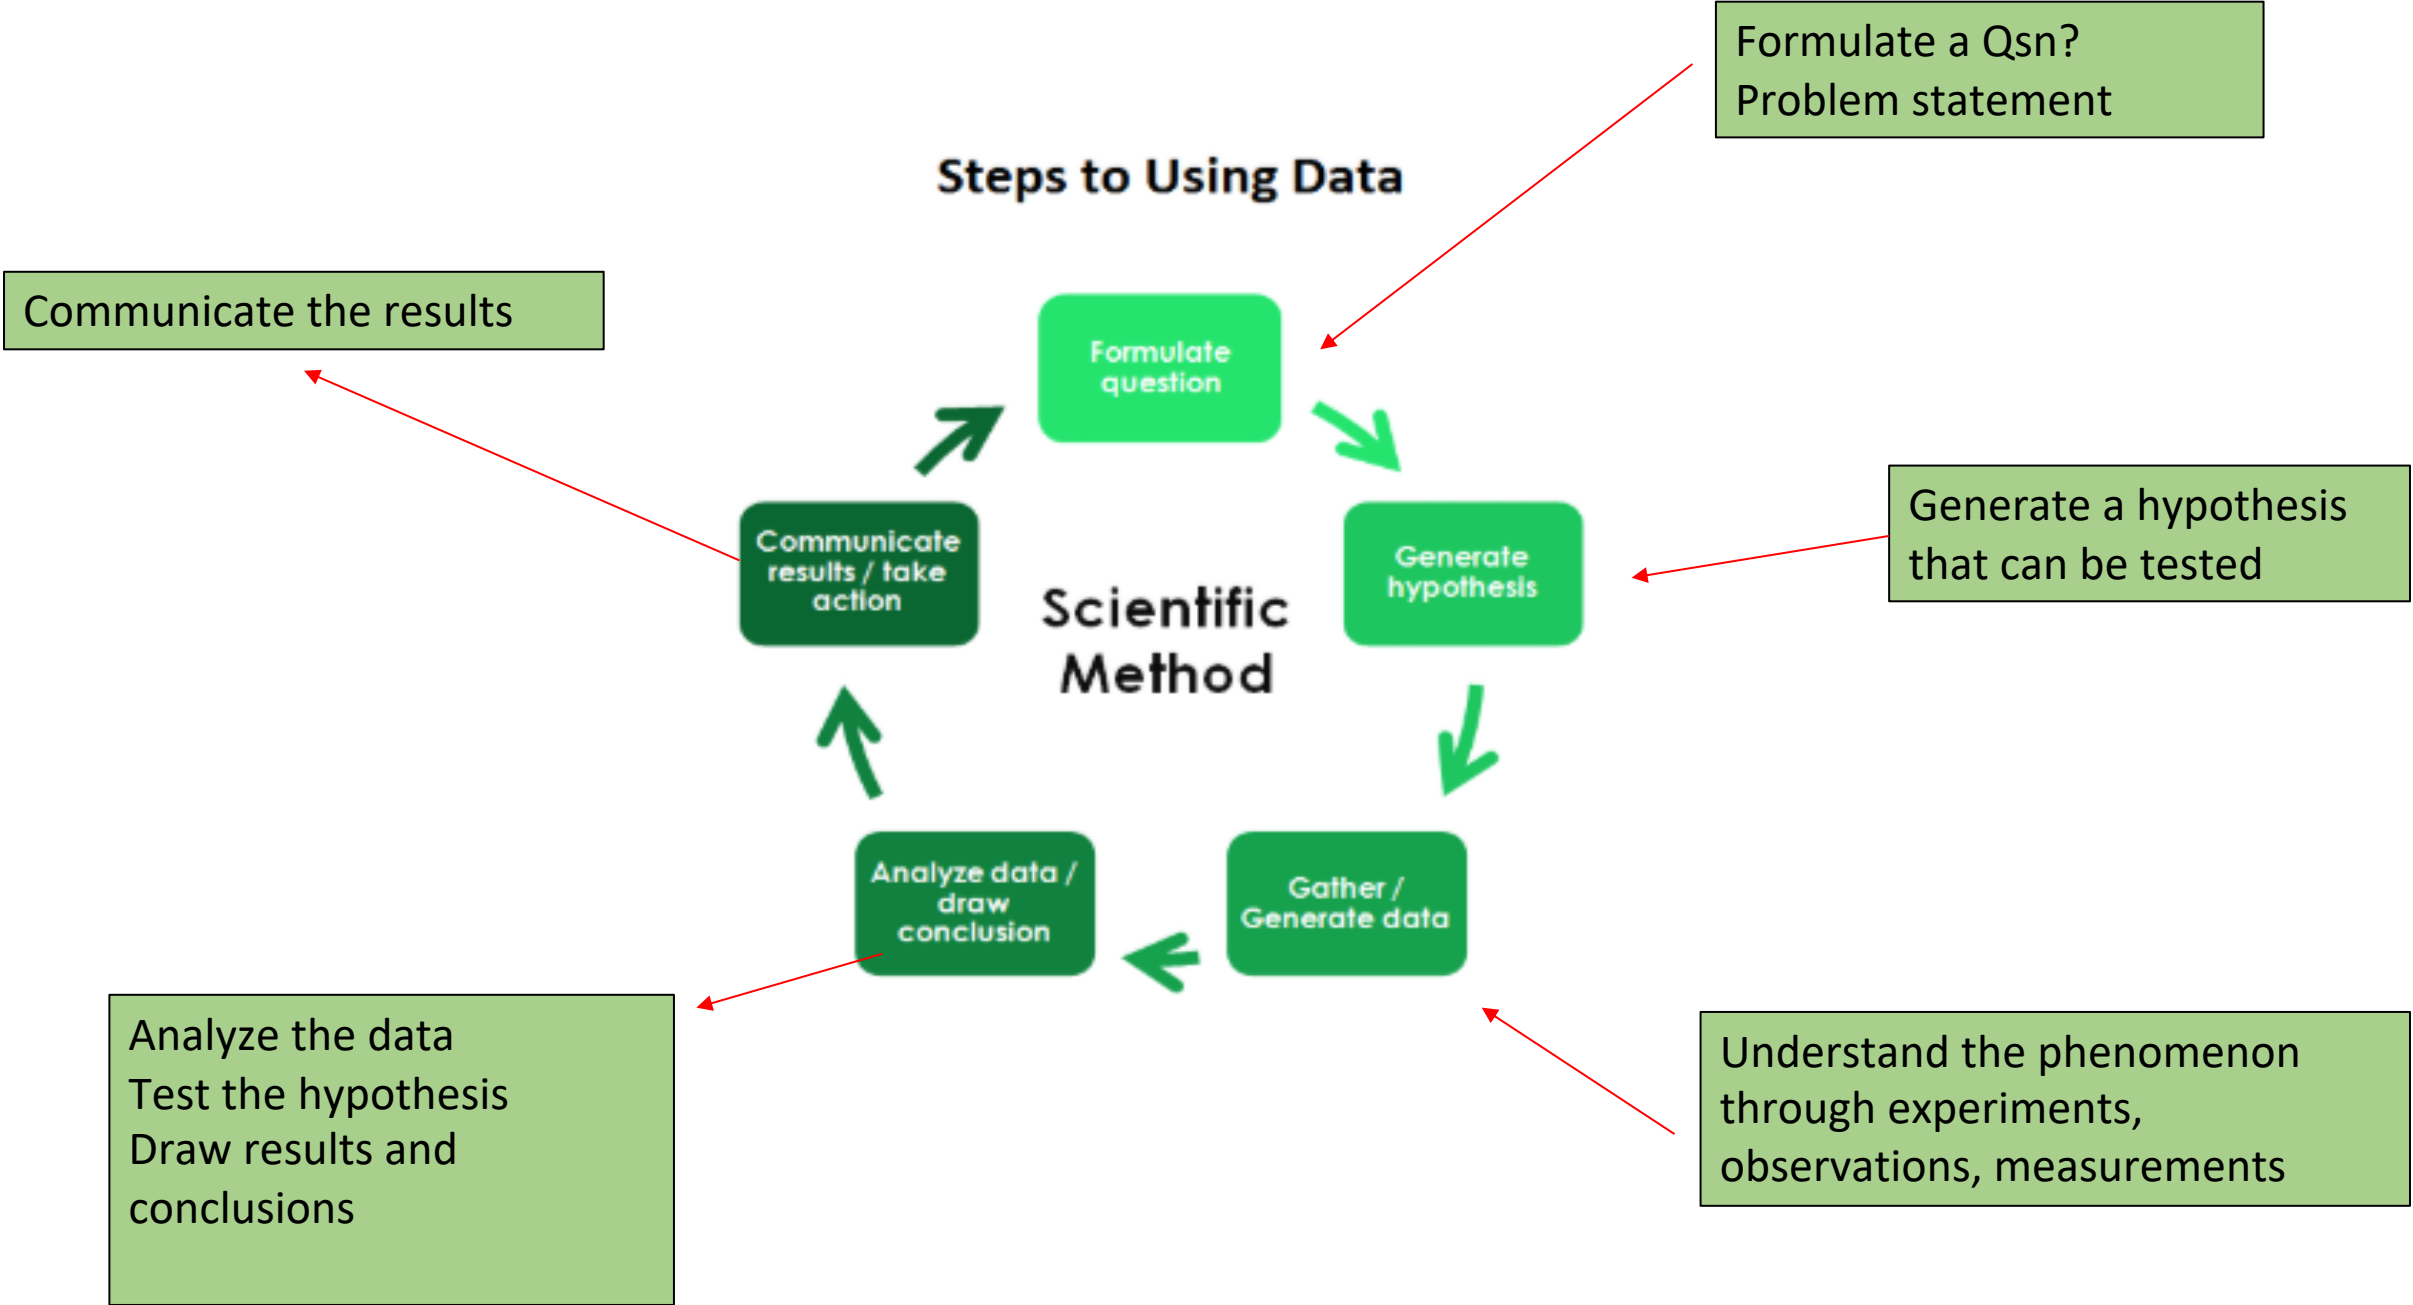 Formulate a Qsn?
Problem statement
Steps to Using Data
Communicate the results
Formulate
question
Generate a hypothesis
that can be tested
Communicate
results / take
action
Generate
hypothesis
Scientific
Method
Analyze data /
draw
conclusion
Gather /
Generate data
Analyze the data
Test the hypothesis
Draw results and
conclusions
Understand the phenomenon
through experiments,
observations, measurements